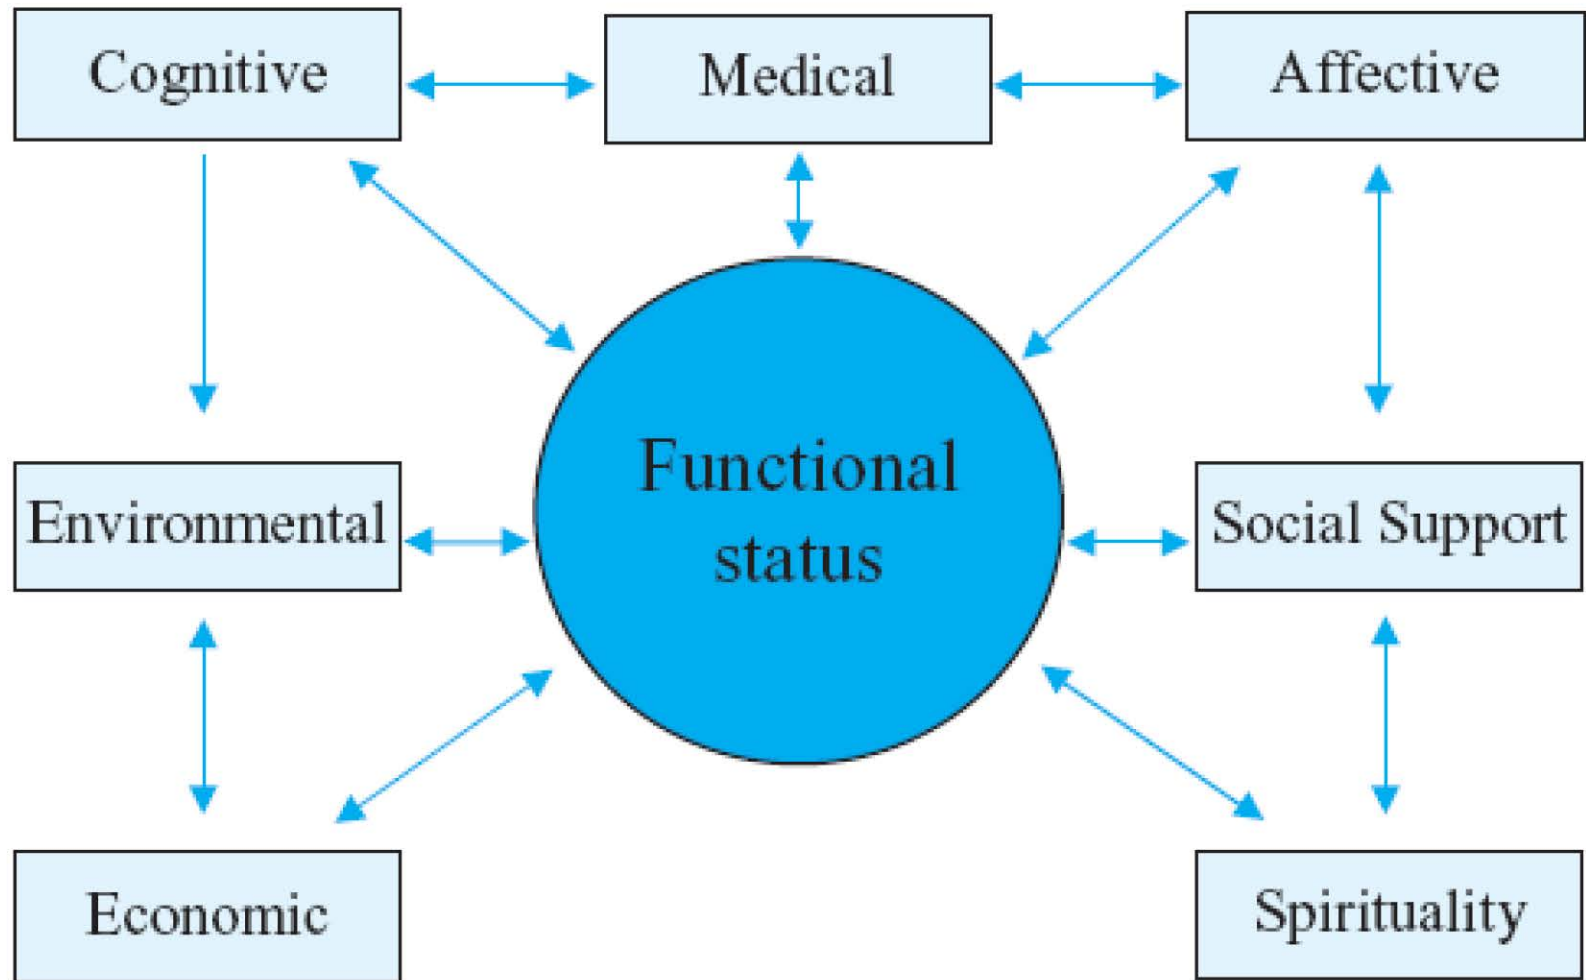 Cognitive
Medical
Affective
Functional
status
Environmental
Social Support
Economic
Spirituality